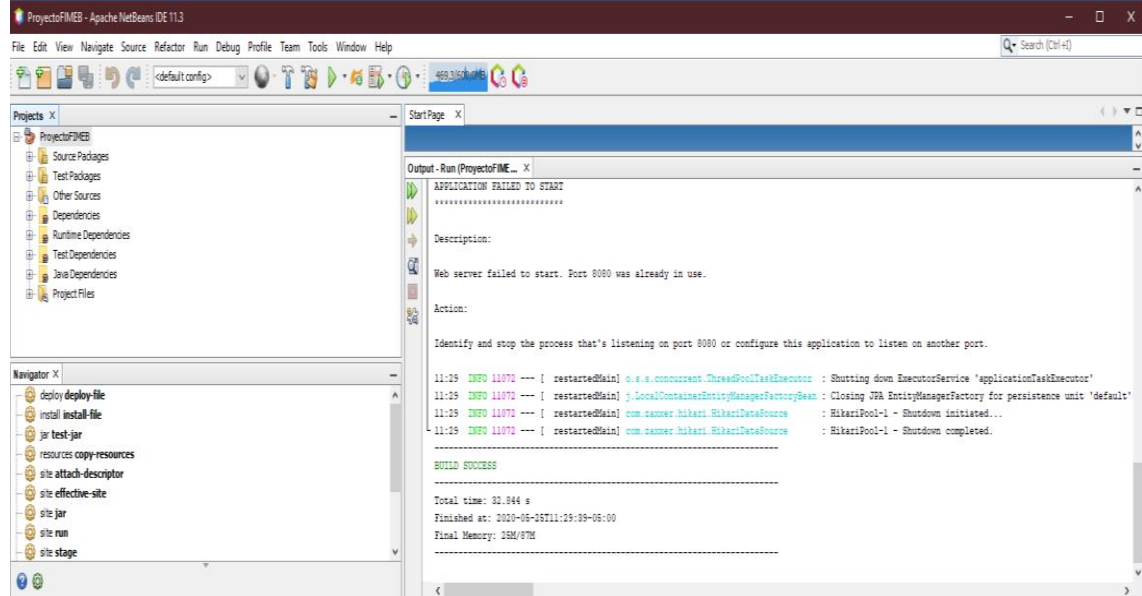 ProyectoFIMEB - Apache NetBeans IDE 11.3
File Edit View Navigate Source Refactor Run Debug Profile Team Tools Window Help
Search (Ctrl+I)
<default config>
Projects X
ProyectoFIMEB
Source Packages
Test Packages
Other Sources
Dependencies
Runtime Dependencies
Test Dependencies
Java Dependencies
Project Files
Navigator X
deploy deploy-file
install install-file
jar test-jar
resources copy-resources
site attach-descriptor
site effective-site
site jar
site run
site stage
Start Page X
Output - Run (ProyectoFIME... X
APPLICATION FAILED TO START
***************************
Description:
Web server failed to start. Port 8080 was already in use.
Action:
Identify and stop the process that's listening on port 8080 or configure this application to listen on another port.
11:29 INFO 11072 --- [ restartedMain] o.s.s.concurrent.ThreadPoolTaskExecutor : Shutting down ExecutorService 'applicationTaskExecutor'
11:29 INFO 11072 --- [ restartedMain] j.LocalContainerEntityManagerFactoryBean : Closing JPA EntityManagerFactory for persistence unit 'default'
11:29 INFO 11072 --- [ restartedMain] com.zaxxer.hikari.HikariDataSource : HikariPool-1 - Shutdown initiated...
11:29 INFO 11072 --- [ restartedMain] com.zaxxer.hikari.HikariDataSource : HikariPool-1 - Shutdown completed.
------------------------------------------------------------------------
BUILD SUCCESS
------------------------------------------------------------------------
Total time: 32.844 s
Finished at: 2020-05-25T11:29:39-05:00
Final Memory: 25M/87M
------------------------------------------------------------------------